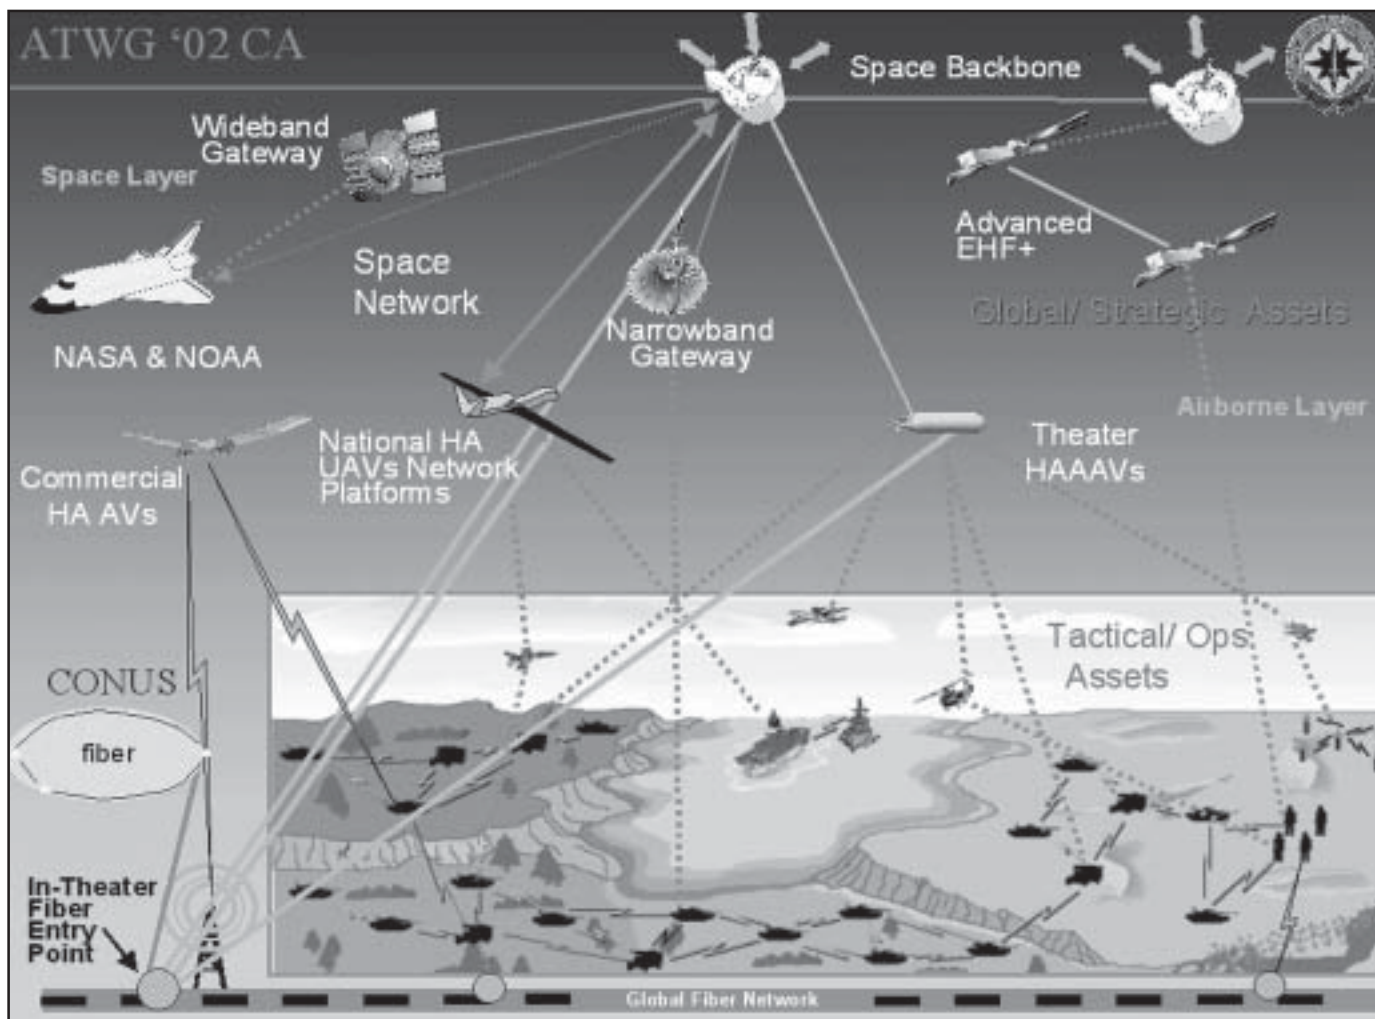 ATWG ‘02 CA
Space Backbone
Wideband
Gateway
Space Layer
Advanced
EHF+
Space
Network
Global/ Strategic Assets
Narrowband
Gateway
NASA & NOAA
Airborne Layer
National HA
UAVs Network
Platforms
Theater
HAAAVs
Commercial
HA AVs
Tactical/ Ops
Assets
CONUS
fiber
In-Theater
Fiber
Entry
Point
Global Fiber Network